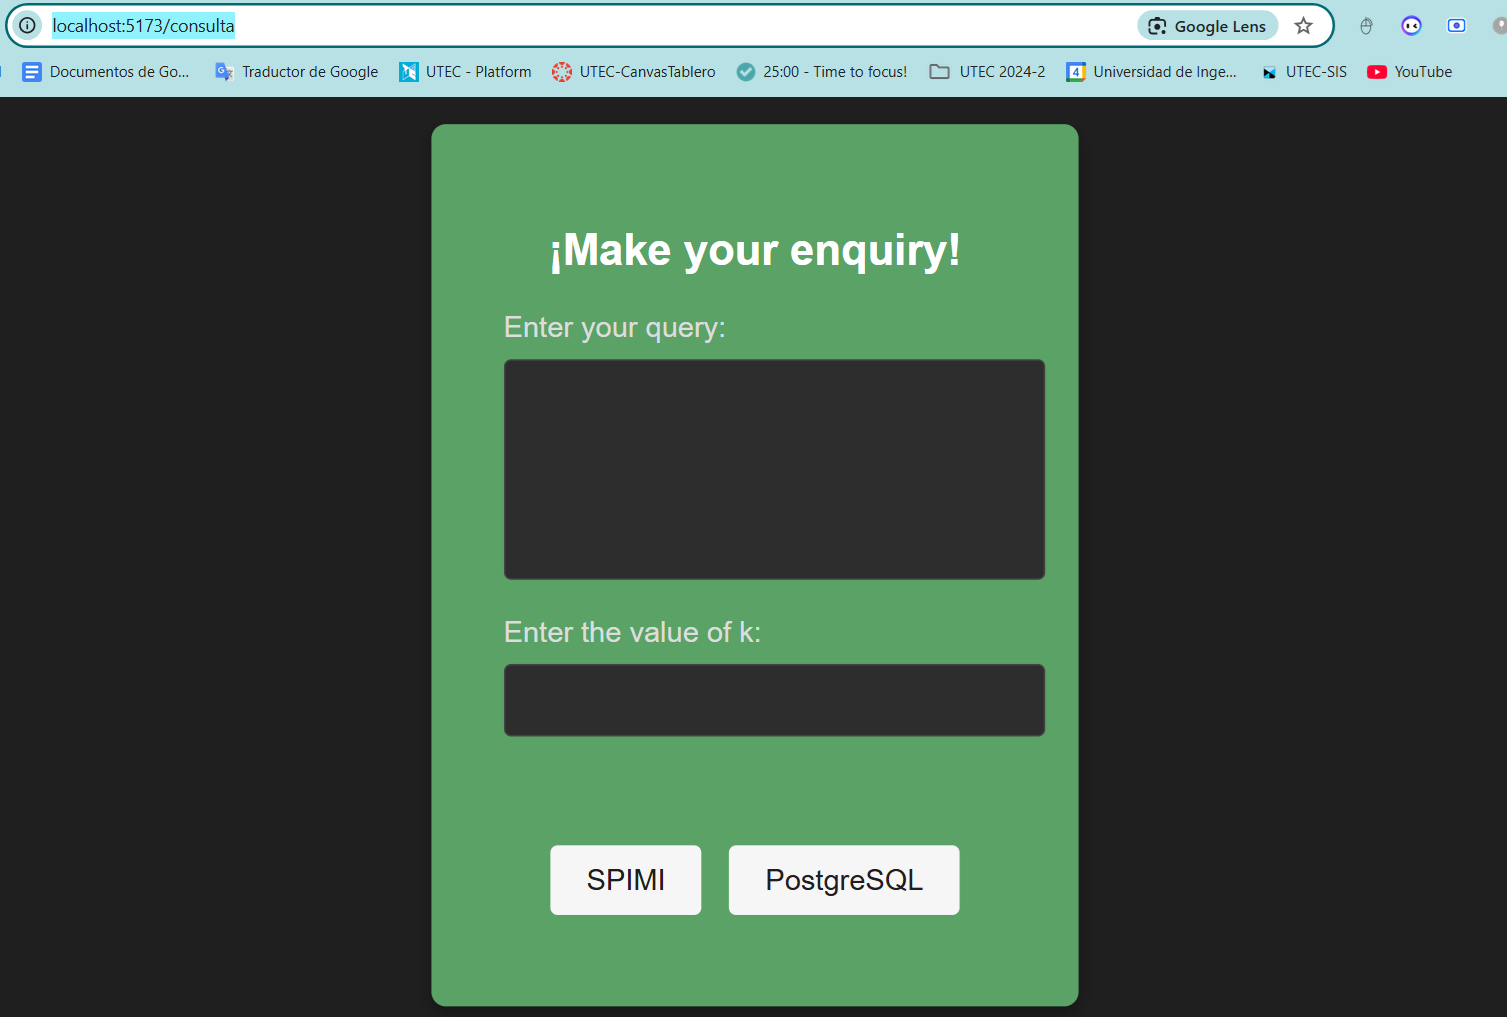 localhost:5173/consulta
Google Lens
Documentos de Go...
Traductor de Google
UTEC - Platform
UTEC-CanvasTablero
25:00 - Time to focus!
UTEC 2024-2
4
Universidad de Inge...
UTEC-SIS
YouTube
¡Make your enquiry!
Enter your query:
Enter the value of k:
SPIMI
PostgreSQL